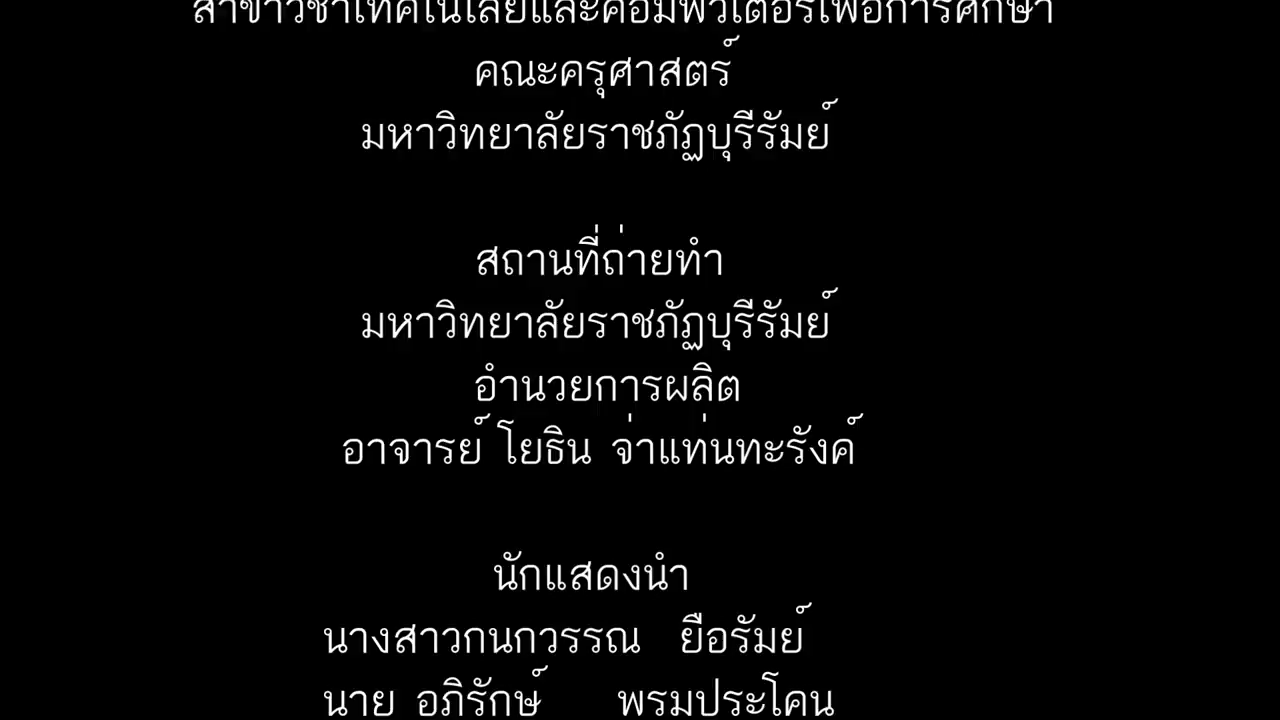 สาขาวิชาเทคโนโลยีและคอมพิวเตอร์เพื่อการศึกษา
คณะครุศาสตร์
มหาวิทยาลัยราชภัฏบุรีรัมย์
สถานที่ถ่ายทำ
มหาวิทยาลัยราชภัฏบุรีรัมย์
อำนวยการผลิต
อาจารย์ โยธิน จ่าแท่นทะรังค์
นักแสดงนำ
นางสาวกนกวรรณ ยือรัมย์
นาย อภิรักษ์ พรมประโคน